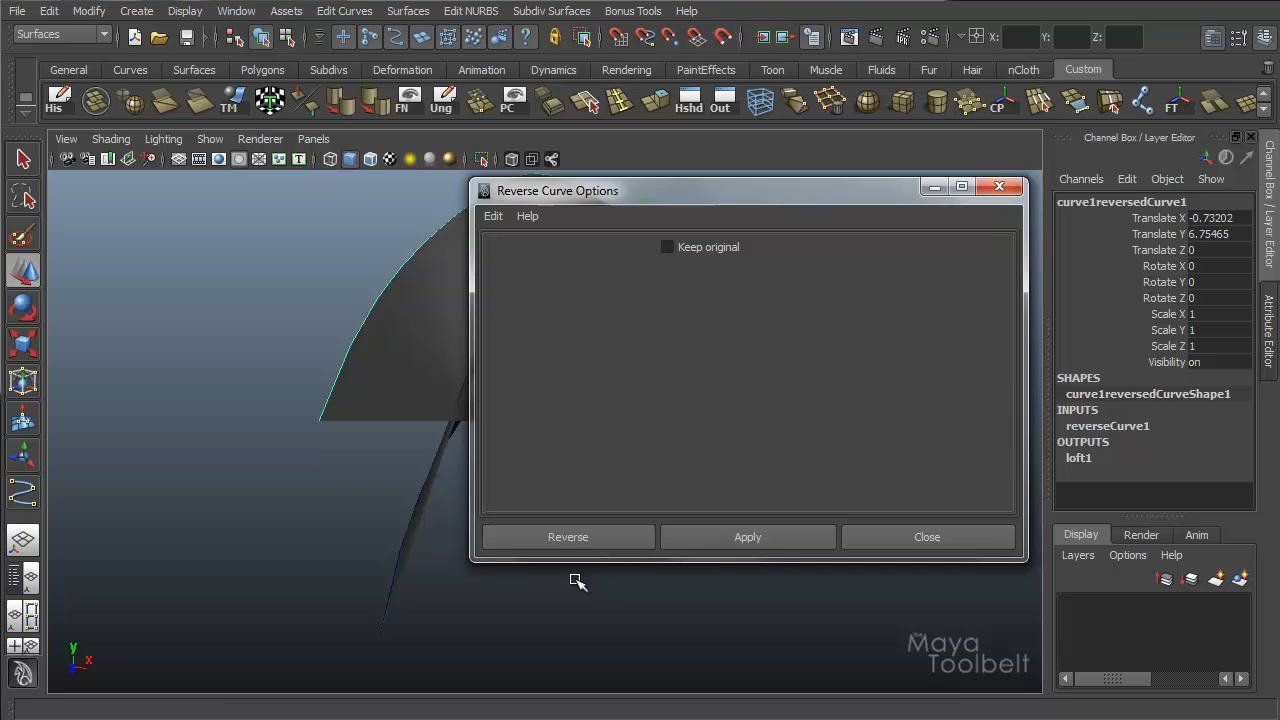 File Edit Modify Create Display Window Assets Edit Curves Surfaces Edit NURBS Subdiv Surfaces Bonus Tools Help
Surfaces X: Y: Z:
General Curves Surfaces Polygons Subdivs Deformation Animation Dynamics Rendering PaintEffects Toon Muscle Fluids Fur Hair nCloth Custom
His TM FN Ung PC Hshd Out CP FT
View Shading Lighting Show Renderer Panels
Channel Box / Layer Editor
Channels Edit Object Show
curve1reversedCurve1
Translate X -0.73202
Translate Y 6.75465
Translate Z 0
Rotate X 0
Rotate Y 0
Rotate Z 0
Scale X 1
Scale Y 1
Scale Z 1
Visibility on
SHAPES
curve1reversedCurveShape1
INPUTS
reverseCurve1
OUTPUTS
loft1
Display Render Anim
Layers Options Help
Channel Box / Layer Editor
Attribute Editor
Reverse Curve Options
Edit Help
Keep original
Reverse Apply Close
y
x
z
the
Maya
Toolbelt